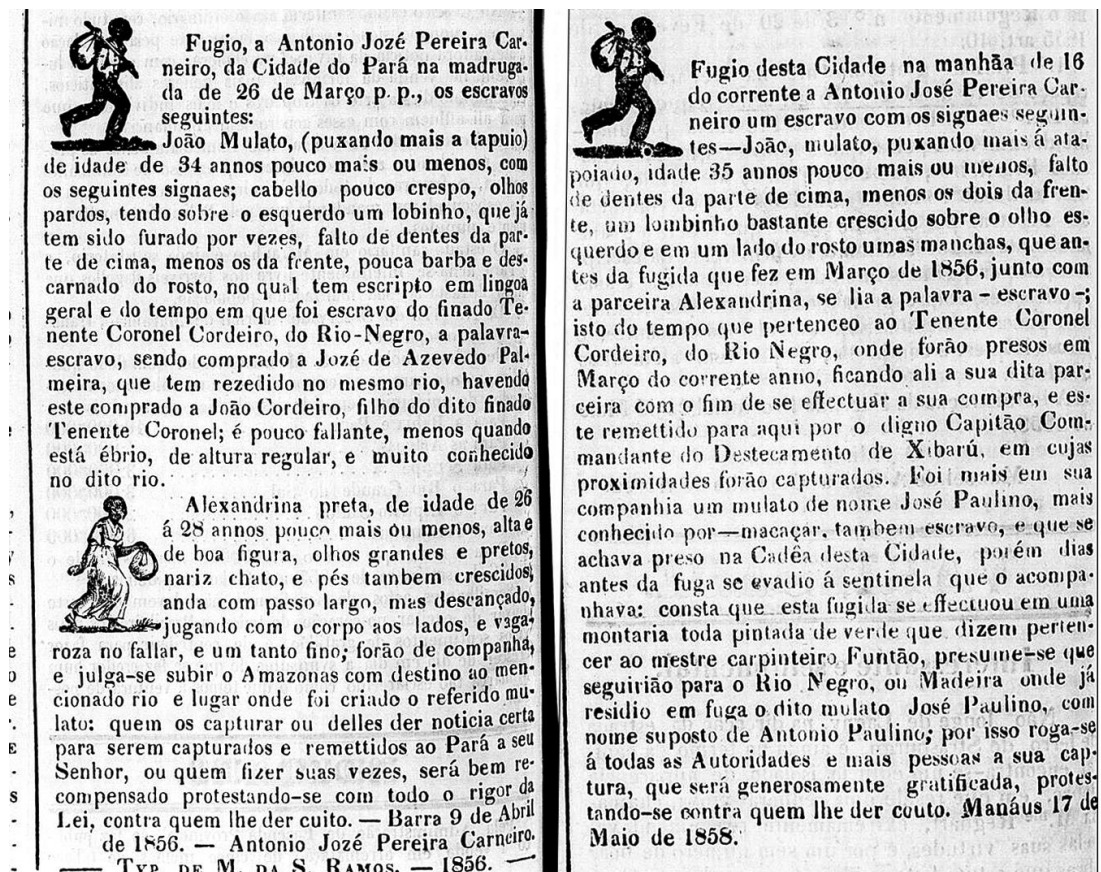 Fugio, a Antonio Jozé Pereira Car-
neiro, da Cidade do Pará na madruga-
da de 26 de Março p. p., os escravos
seguintes:
João Mulato, (puxando mais a tapuio)
de idade de 34 annos pouco mais ou menos, com
os seguintes signaes; cabello pouco crespo, olhos
pardos, tendo sobre o esquerdo um lobinho, que já
tem sido furado por vezes, falto de dentes da par-
te de cima, menos os da frente, pouca barba e des-
carnado do rosto, no qual tem escripto em lingoa
geral e do tempo em que foi escravo do finado Te-
nente Coronel Cordeiro, do Rio-Negro, a palavra-
escravo, sendo comprado a Jozé de Azevedo Pal-
meira, que tem rezedido no mesmo rio, havendo
este comprado a João Cordeiro, filho do dito finado
Tenente Coronel; é pouco fallante, menos quando
está ébrio, de altura regular, e muito conhecido
no dito rio.
Alexandrina preta, de idade de 26
á 28 annos pouco mais ou menos, alta e
de boa figura, olhos grandes e pretos,
nariz chato, e pés tambem crescidos,
anda com passo largo, mas descançado,
jugando com o corpo aos lados, e vaga-
roza no fallar, e um tanto fino; forão de companha,
e julga-se subir o Amazonas com destino ao men-
cionado rio e lugar onde foi criado o referido mu-
lato: quem os capturar ou delles der noticia certa
para serem capturados e remettidos ao Pará a seu
Senhor, ou quem fizer suas vezes, será bem re-
compensado protestando-se com todo o rigor da
Lei, contra quem lhe der cuito. — Barra 9 de Abril
de 1856. — Antonio Jozé Pereira Carneiro.
—— Typ. de M. da S. Ramos. — 1856. —
Fugio desta Cidade, na manhãa de 16
do corrente a Antonio José Pereira Car-
neiro um escravo com os signaes seguin-
tes—João, mulato, puxando mais á ata-
poiado, idade 35 annos pouco mais ou menos, falto
de dentes da parte de cima, menos os dois da fren-
te, um lombinho bastante crescido sobre o olho es-
querdo e em um lado do rosto umas manchas, que an-
tes da fugida que fez em Março de 1856, junto com
a parceira Alexandrina, se lia a palavra – escravo –;
isto do tempo que pertenceo ao Tenente Coronel
Cordeiro, do Rio Negro, onde forão presos em
Março do corrente anno, ficando ali a sua dita par-
ceira com o fim de se effectuar a sua compra, e es-
te remettido para aqui por o digno Capitão Com-
mandante do Destecamento de Xibarú, em cujas
proximidades forão capturados. Foi mais em sua
companhia um mulato de nome José Paulino, mais
conhecido por—macaçar, tambem escravo, e que se
achava preso na Cadêa desta Cidade, porém dias
antes da fuga se evadio á sentinela que o acompa-
nhava: consta que esta fugida se effectuou em uma
montaria toda pintada de verde que dizem perten-
cer ao mestre carpinteiro Funtão, presume-se que
seguirião para o Rio Negro, ou Madeira onde já
residio em fuga o dito mulato José Paulino, com
nome suposto de Antonio Paulino; por isso roga-se
á todas as Autoridades e mais pessoas a sua cap-
tura, que será generosamente gratificada, protes-
tando-se contra quem lhe der couto. Manáus 17 de
Maio de 1858.